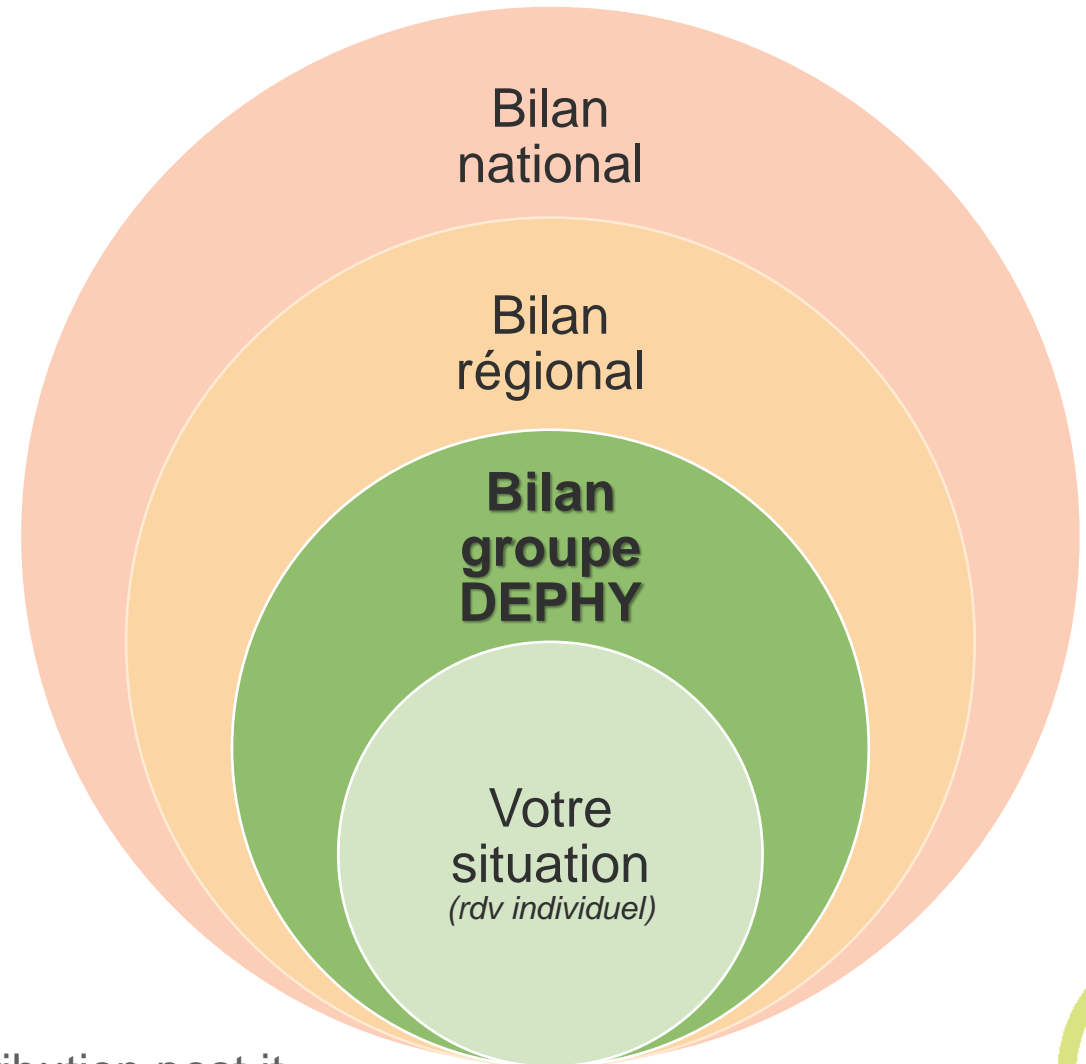 Bilan
national
Bilan
régional
Bilan
groupe
DEPHY
Votre
situation
(rdv individuel)